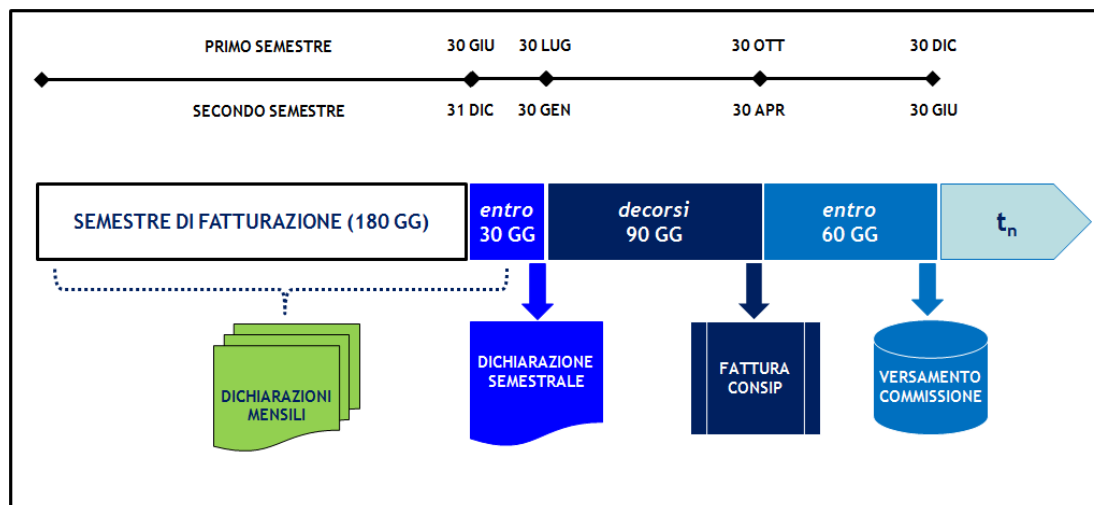 PRIMO SEMESTRE 30 GIU 30 LUG 30 OTT 30 DIC
SECONDO SEMESTRE 31 DIC 30 GEN 30 APR 30 GIU
SEMESTRE DI FATTURAZIONE (180 GG)
entro
30 GG
decorsi
90 GG
entro
60 GG
tn
DICHIARAZIONI
MENSILI
DICHIARAZIONE
SEMESTRALE
FATTURA
CONSIP
VERSAMENTO
COMMISSIONE